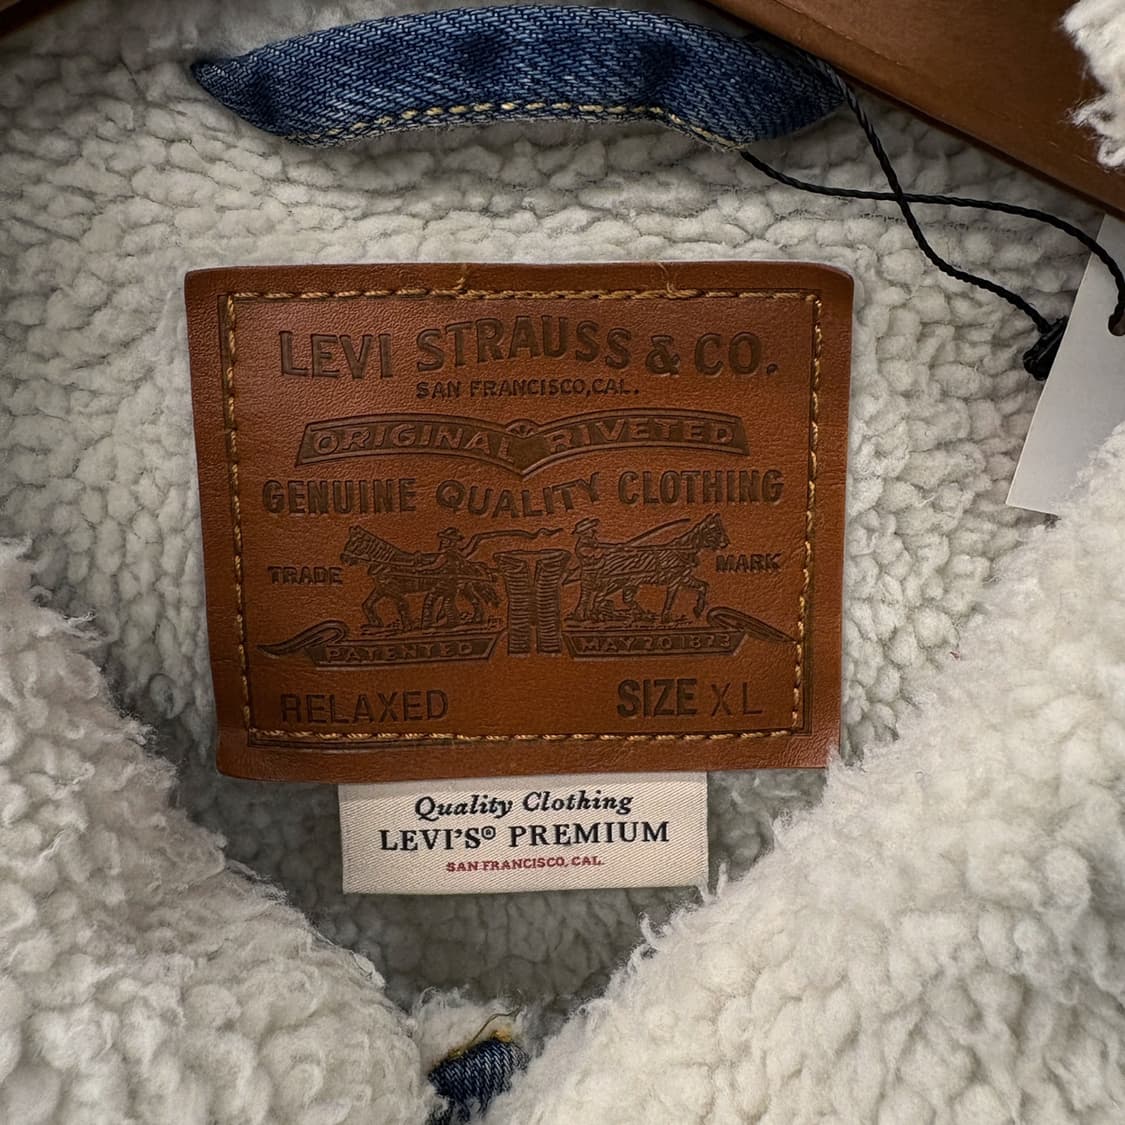 LEVI STRAUSS & CO.
SAN FRANCISCO, CAL.
ORIGINAL RIVETED
GENUINE QUALITY CLOTHING
TRADE MARK
PATENTED MAY 20 1873
RELAXED SIZE XL
Quality Clothing
LEVI'S® PREMIUM
SAN FRANCISCO, CAL.